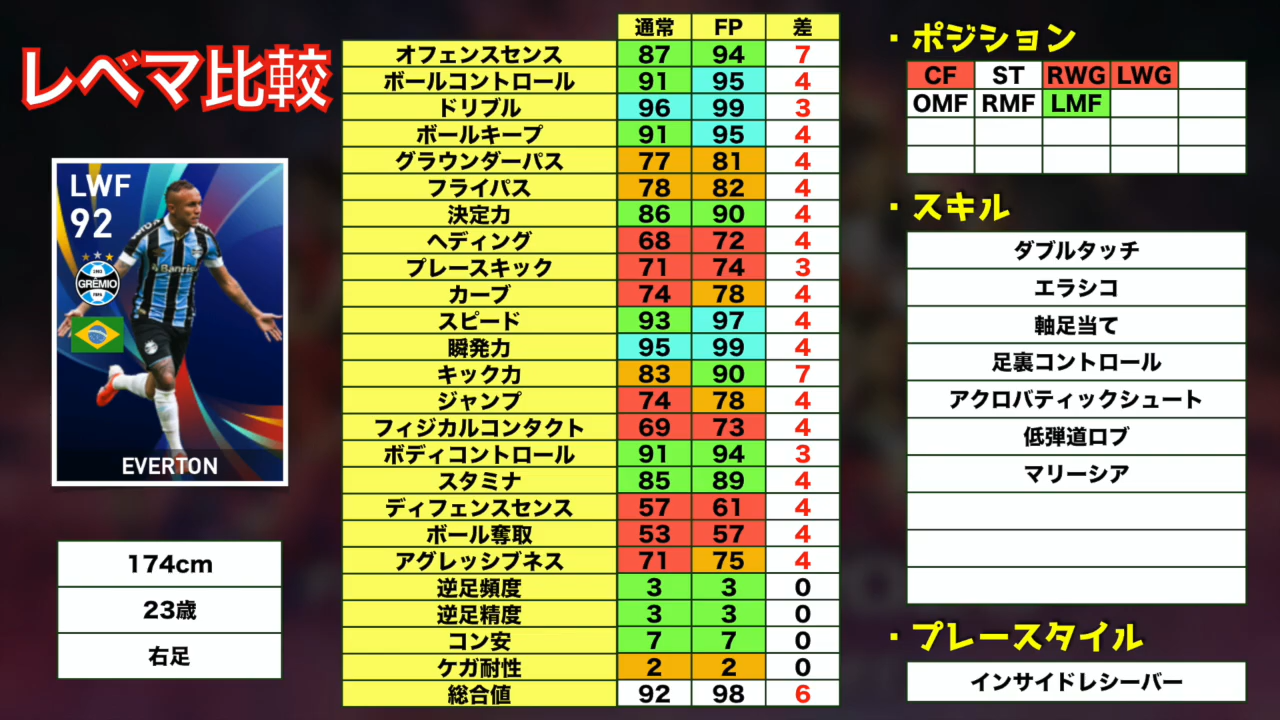 レベマ比較
LWF
92
GRÊMIO
Banrisul
EVERTON
174cm
23歳
右足
通常 FP 差
オフェンスセンス 87 94 7
ボールコントロール 91 95 4
ドリブル 96 99 3
ボールキープ 91 95 4
グラウンダーパス 77 81 4
フライパス 78 82 4
決定力 86 90 4
ヘディング 68 72 4
プレースキック 71 74 3
カーブ 74 78 4
スピード 93 97 4
瞬発力 95 99 4
キック力 83 90 7
ジャンプ 74 78 4
フィジカルコンタクト 69 73 4
ボディコントロール 91 94 3
スタミナ 85 89 4
ディフェンスセンス 57 61 4
ボール奪取 53 57 4
アグレッシブネス 71 75 4
逆足頻度 3 3 0
逆足精度 3 3 0
コン安 7 7 0
ケガ耐性 2 2 0
総合値 92 98 6
・ポジション
CF ST RWG LWG
OMF RMF LMF
・スキル
ダブルタッチ
エラシコ
軸足当て
足裏コントロール
アクロバティックシュート
低弾道ロブ
マリーシア
・プレースタイル
インサイドレシーバー